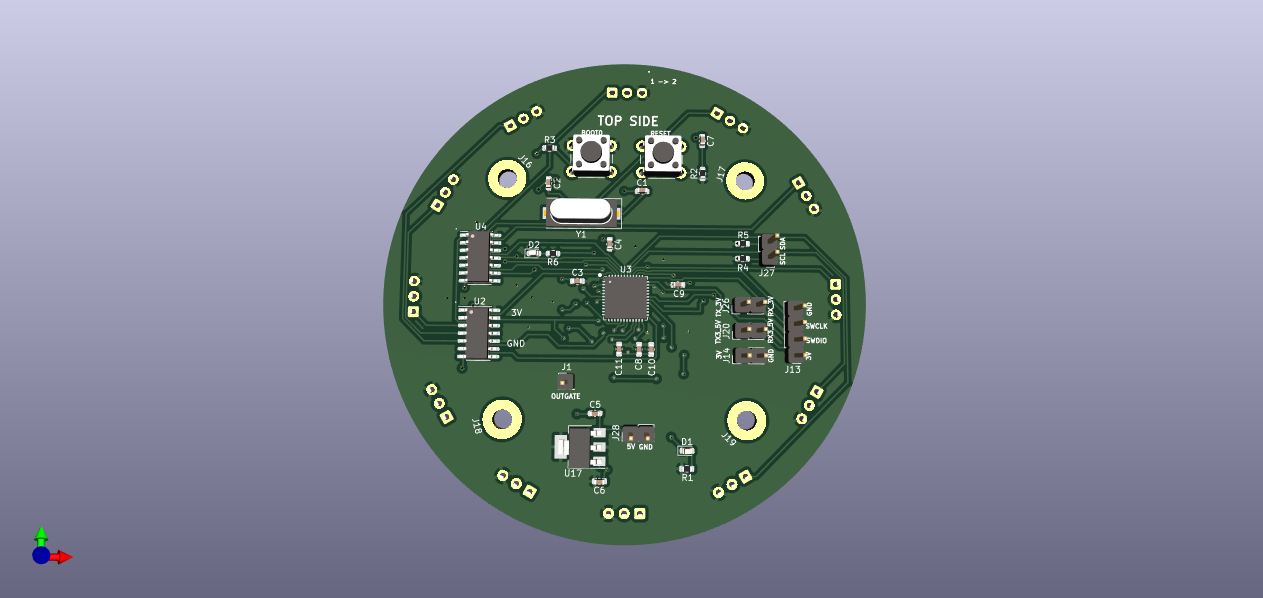 1 -> 2
TOP SIDE
BOOT0
RESET
R3
C7
J16
J17
R2
C2
C1
Y1
U4
D2
R6
C4
R5
R4
SCL SDA
J27
C3
U3
C9
U2
3V
GND
TX_3V
J26
RX_3V
TX3_5V
J20
RX3_5V
3V
J14
GND
GND
SWCLK
SWDIO
3V
J13
C11
C8
C10
J1
OUTGATE
C5
J18
J19
J28
5V GND
U17
C6
D1
R1